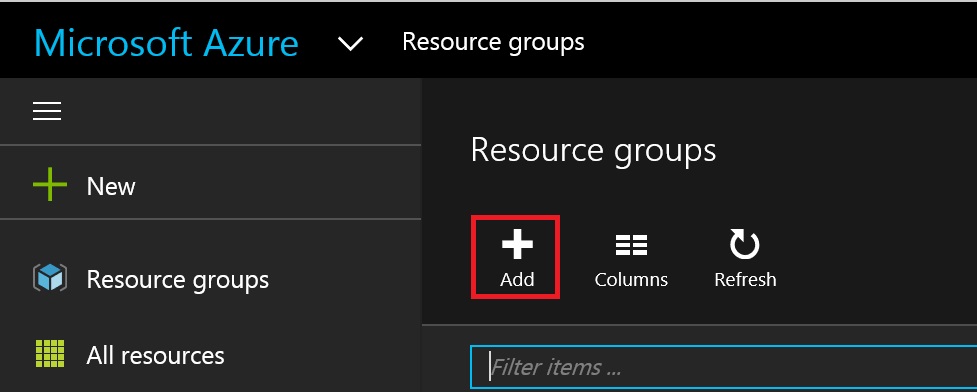 Microsoft Azure Resource groups
New
Resource groups
All resources
Resource groups
Add Columns Refresh
Filter items ...